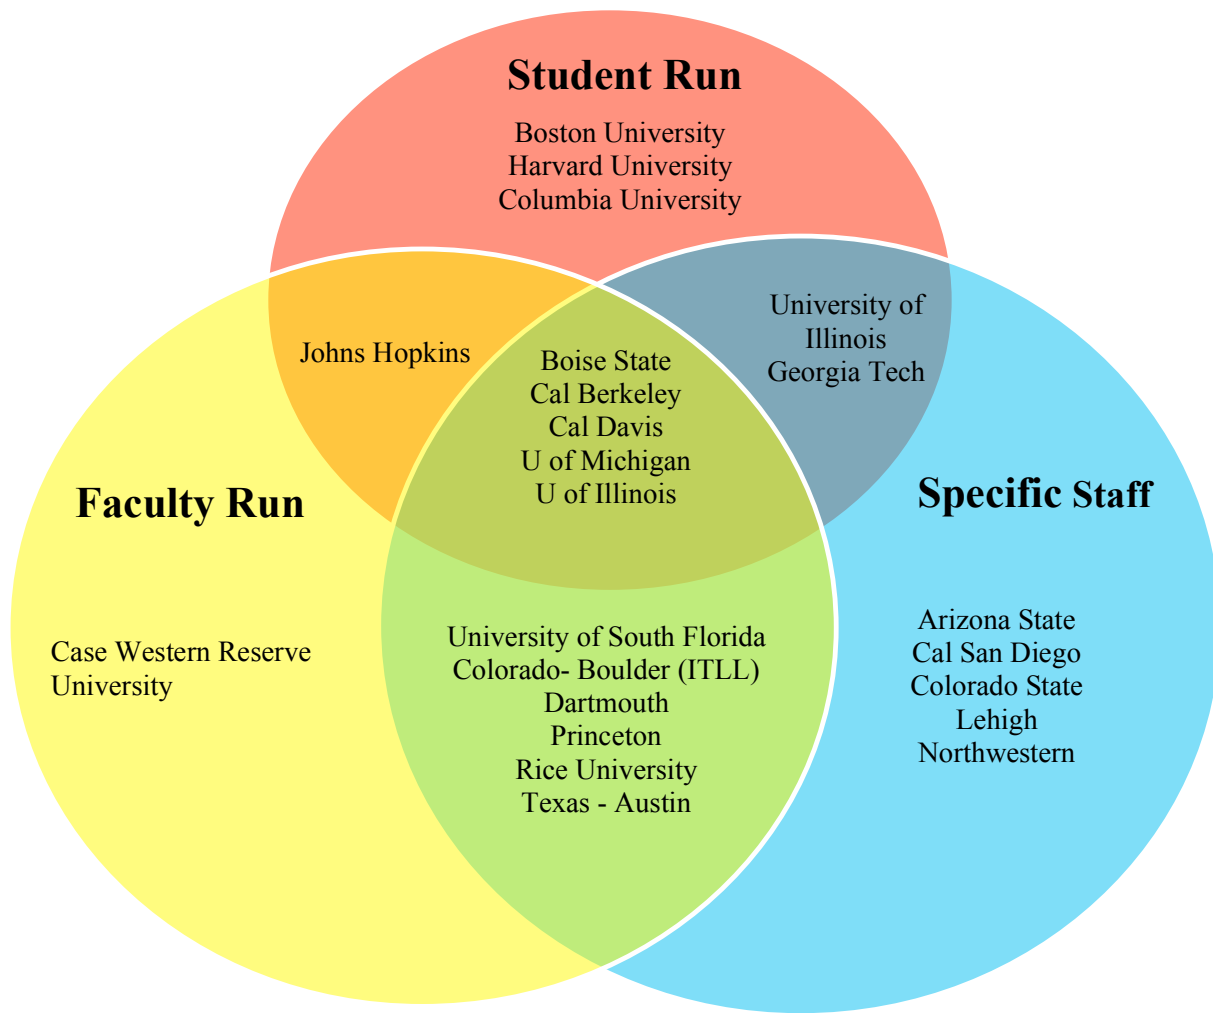 Student Run
Boston University
Harvard University
Columbia University
University of
Illinois
Georgia Tech
Johns Hopkins
Boise State
Cal Berkeley
Cal Davis
U of Michigan
U of Illinois
Faculty Run
Specific Staff
Case Western Reserve
University
University of South Florida
Colorado- Boulder (ITLL)
Dartmouth
Princeton
Rice University
Texas - Austin
Arizona State
Cal San Diego
Colorado State
Lehigh
Northwestern